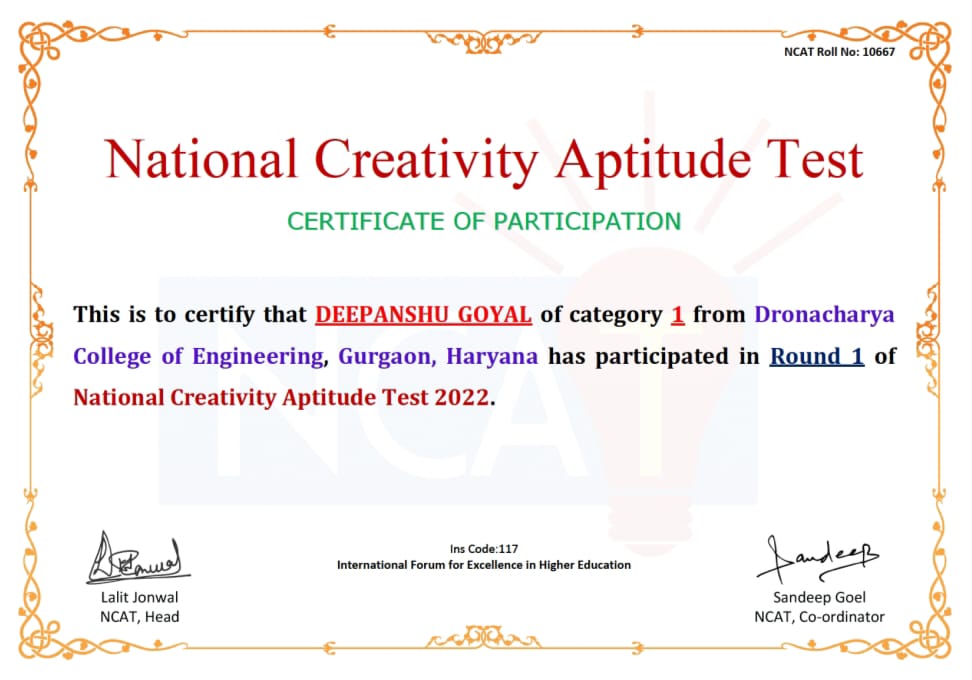 NCAT Roll No: 10667
National Creativity Aptitude Test
CERTIFICATE OF PARTICIPATION
This is to certify that DEEPANSHU GOYAL of category 1 from Dronacharya
College of Engineering, Gurgaon, Haryana has participated in Round 1 of
National Creativity Aptitude Test 2022.
NCAT
Ins Code:117
International Forum for Excellence in Higher Education
Lalit Jonwal
NCAT, Head
Sandeep
Sandeep Goel
NCAT, Co-ordinator